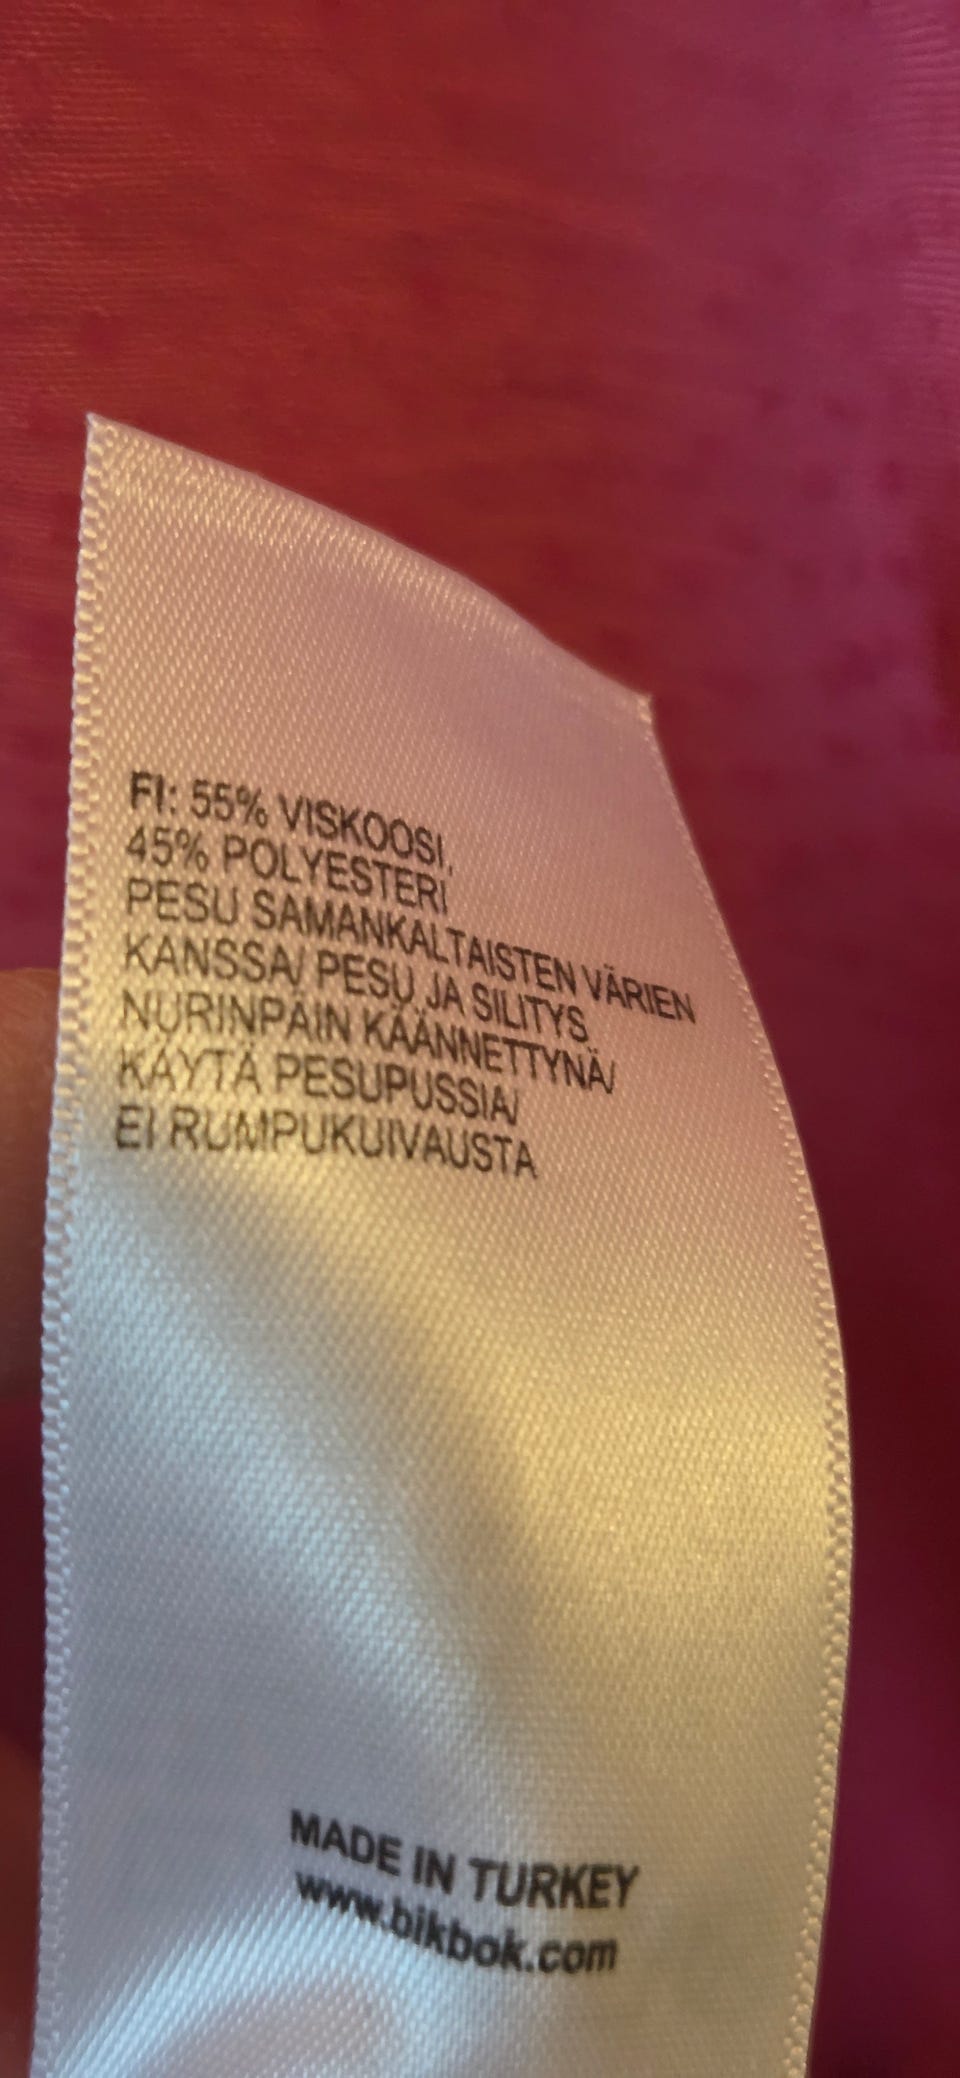 FI: 55% VISKOOSI,
45% POLYESTERI
PESU SAMANKALTAISTEN VÄRIEN
KANSSA/ PESU JA SILITYS
NURINPÄIN KÄÄNNETTYNÄ/
KÄYTÄ PESUPUSSIA/
EI RUMPUKUIVAUSTA
MADE IN TURKEY
www.bikbok.com